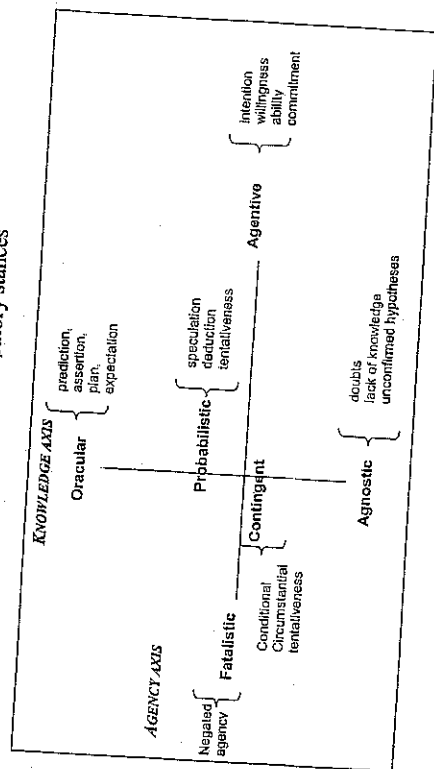 stances
KNOWLEDGE AXIS
Oracular
prediction,
assertion,
plan,
expectation
Probabilistic
speculation
deduction
tentativeness
AGENCY AXIS
Negated
agency
Fatalistic
Contingent
Conditional
Circumstantial
tentativeness
Agentive
Intention
willingness
ability
commitment
Agnostic
doubts
lack of knowledge
unconfirmed hypotheses